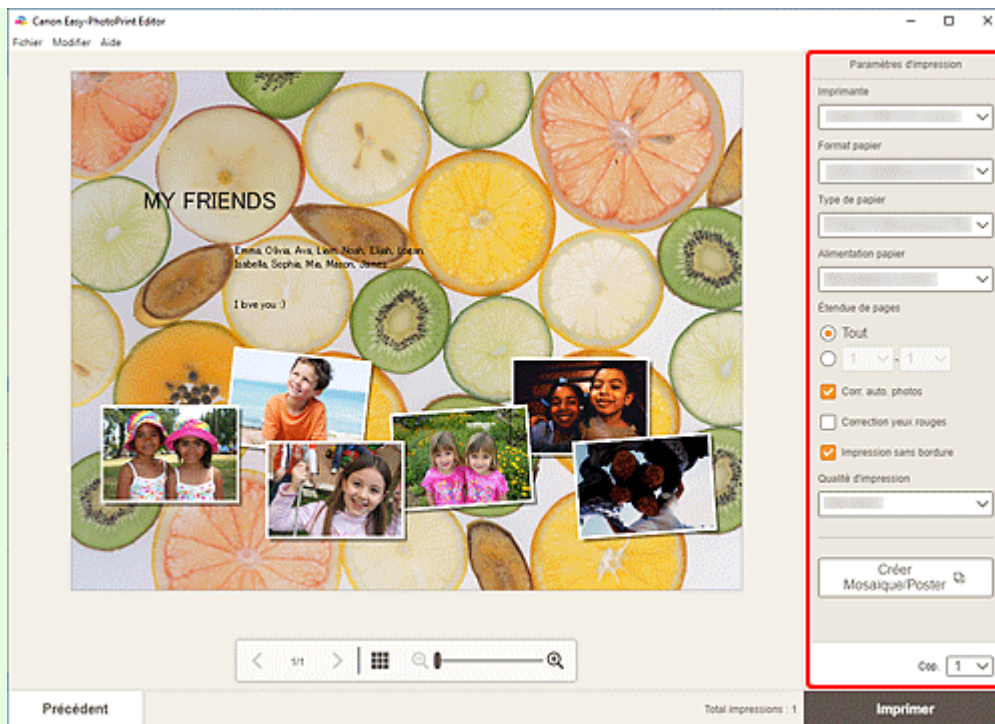 Canon Easy-PhotoPrint Editor
Fichier Modifier Aide
MY FRIENDS
Emma, Olivia, Ava, Liam, Noah, Elijah, Logan
Isabella, Sophia, Mia, Mason, James
I love you :)
Paramètres d'impression
Imprimante
Format papier
Type de papier
Alimentation papier
Étendue de pages
Tout
1 - 1
Corr. auto. photos
Correction yeux rouges
Impression sans bordure
Qualité d'impression
Créer
Mosaïque/Poster
1/1
Cop. 1
Précédent
Total impressions : 1
Imprimer